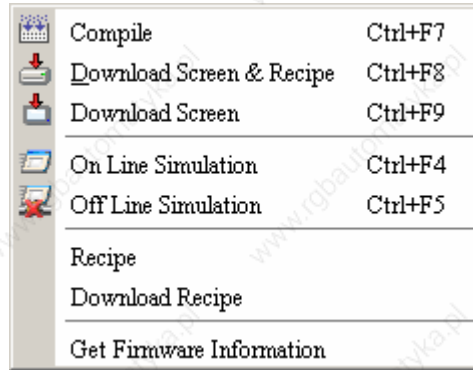 Compile Ctrl+F7
Download Screen & Recipe Ctrl+F8
Download Screen Ctrl+F9
On Line Simulation Ctrl+F4
Off Line Simulation Ctrl+F5
Recipe
Download Recipe
Get Firmware Information